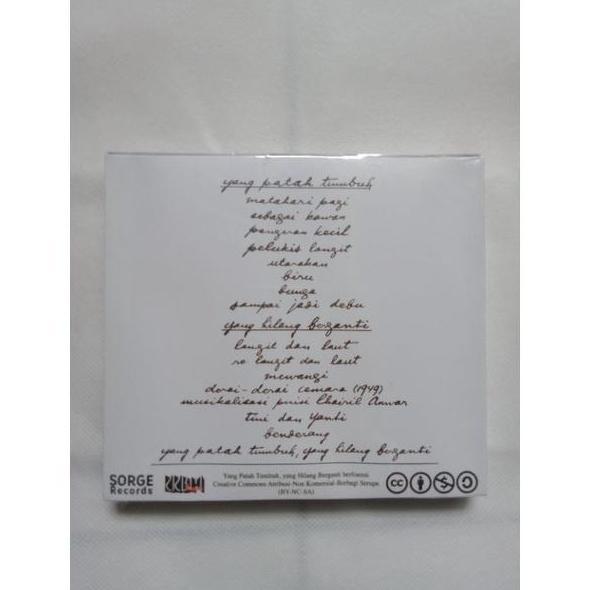 yang patah tumbuh
matahari pagi
sebagai kawan
pangeran kecil
pelukis langit
utarakan
biru
bunga
sampai jadi debu
yang hilang berganti
langit dan laut
re langit dan laut
mewangi
derai-derai cemara (1949)
musikalisasi puisi Chairil Anwar
Tini dan Yanti
benderang
yang patah tumbuh, yang hilang berganti
SORGE
Records
Yang Patah Tumbuh, yang Hilang Berganti berlisensi
Creative Commons Atribusi-Non Komersial-Berbagi Serupa
(BY-NC-SA)
cc